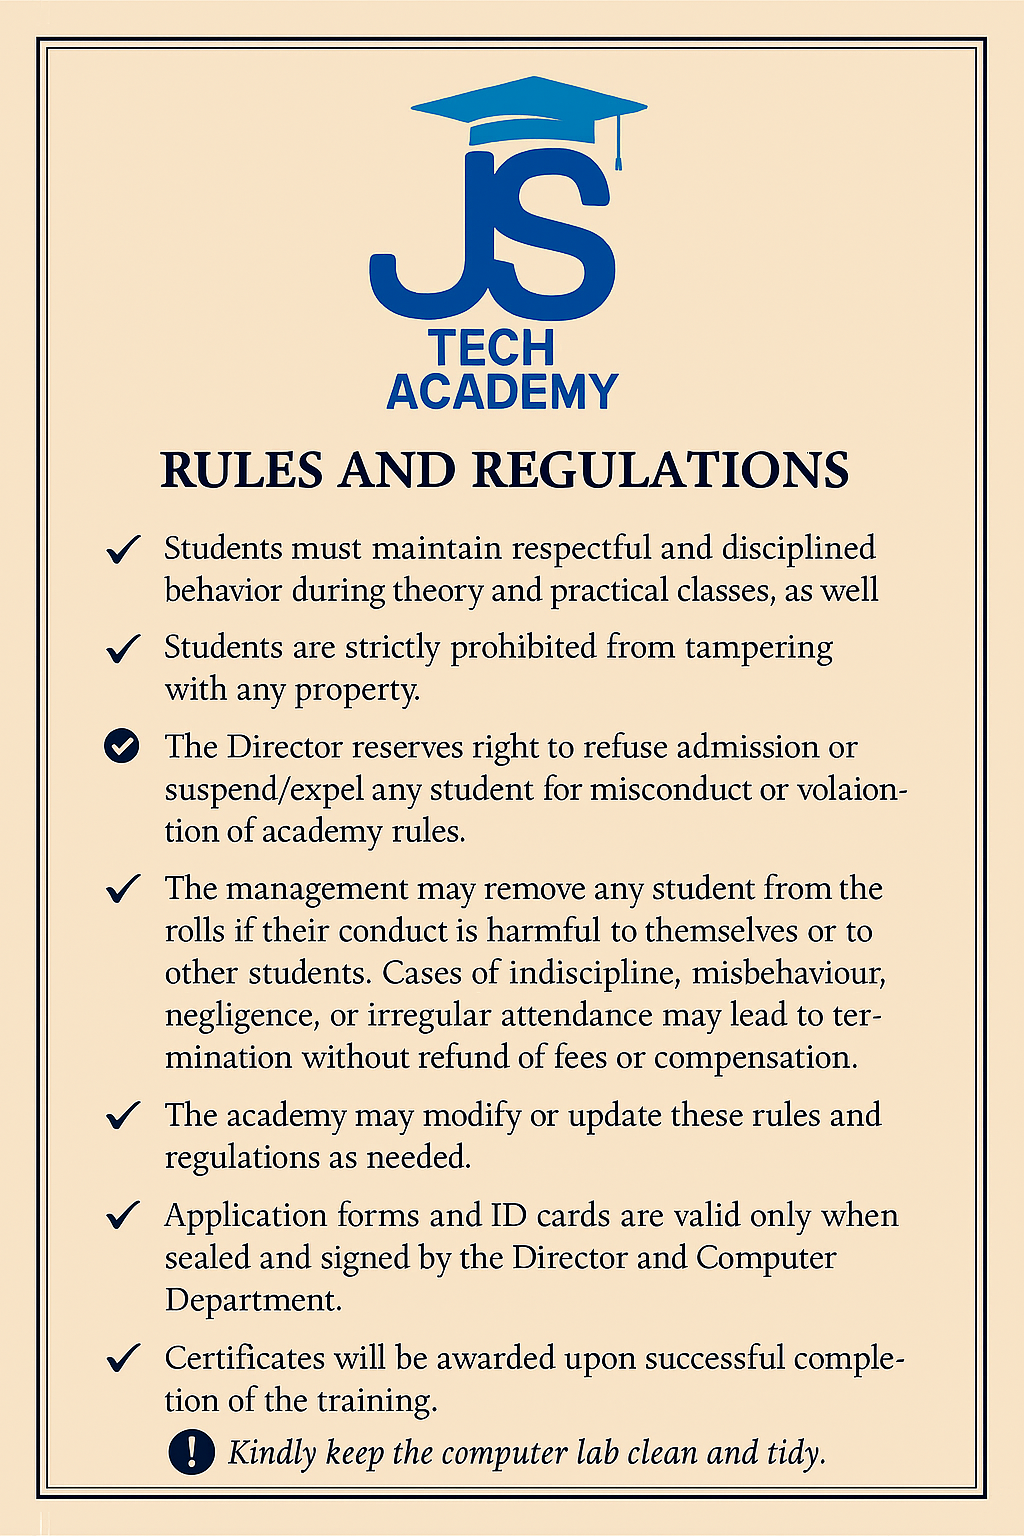 JS
TECH
ACADEMY
RULES AND REGULATIONS
Students must maintain respectful and disciplined
behavior during theory and practical classes, as well
Students are strictly prohibited from tampering
with any property.
The Director reserves right to refuse admission or
suspend/expel any student for misconduct or volaion-
tion of academy rules.
The management may remove any student from the
rolls if their conduct is harmful to themselves or to
other students. Cases of indiscipline, misbehaviour,
negligence, or irregular attendance may lead to ter-
mination without refund of fees or compensation.
The academy may modify or update these rules and
regulations as needed.
Application forms and ID cards are valid only when
sealed and signed by the Director and Computer
Department.
Certificates will be awarded upon successful comple-
tion of the training.
Kindly keep the computer lab clean and tidy.